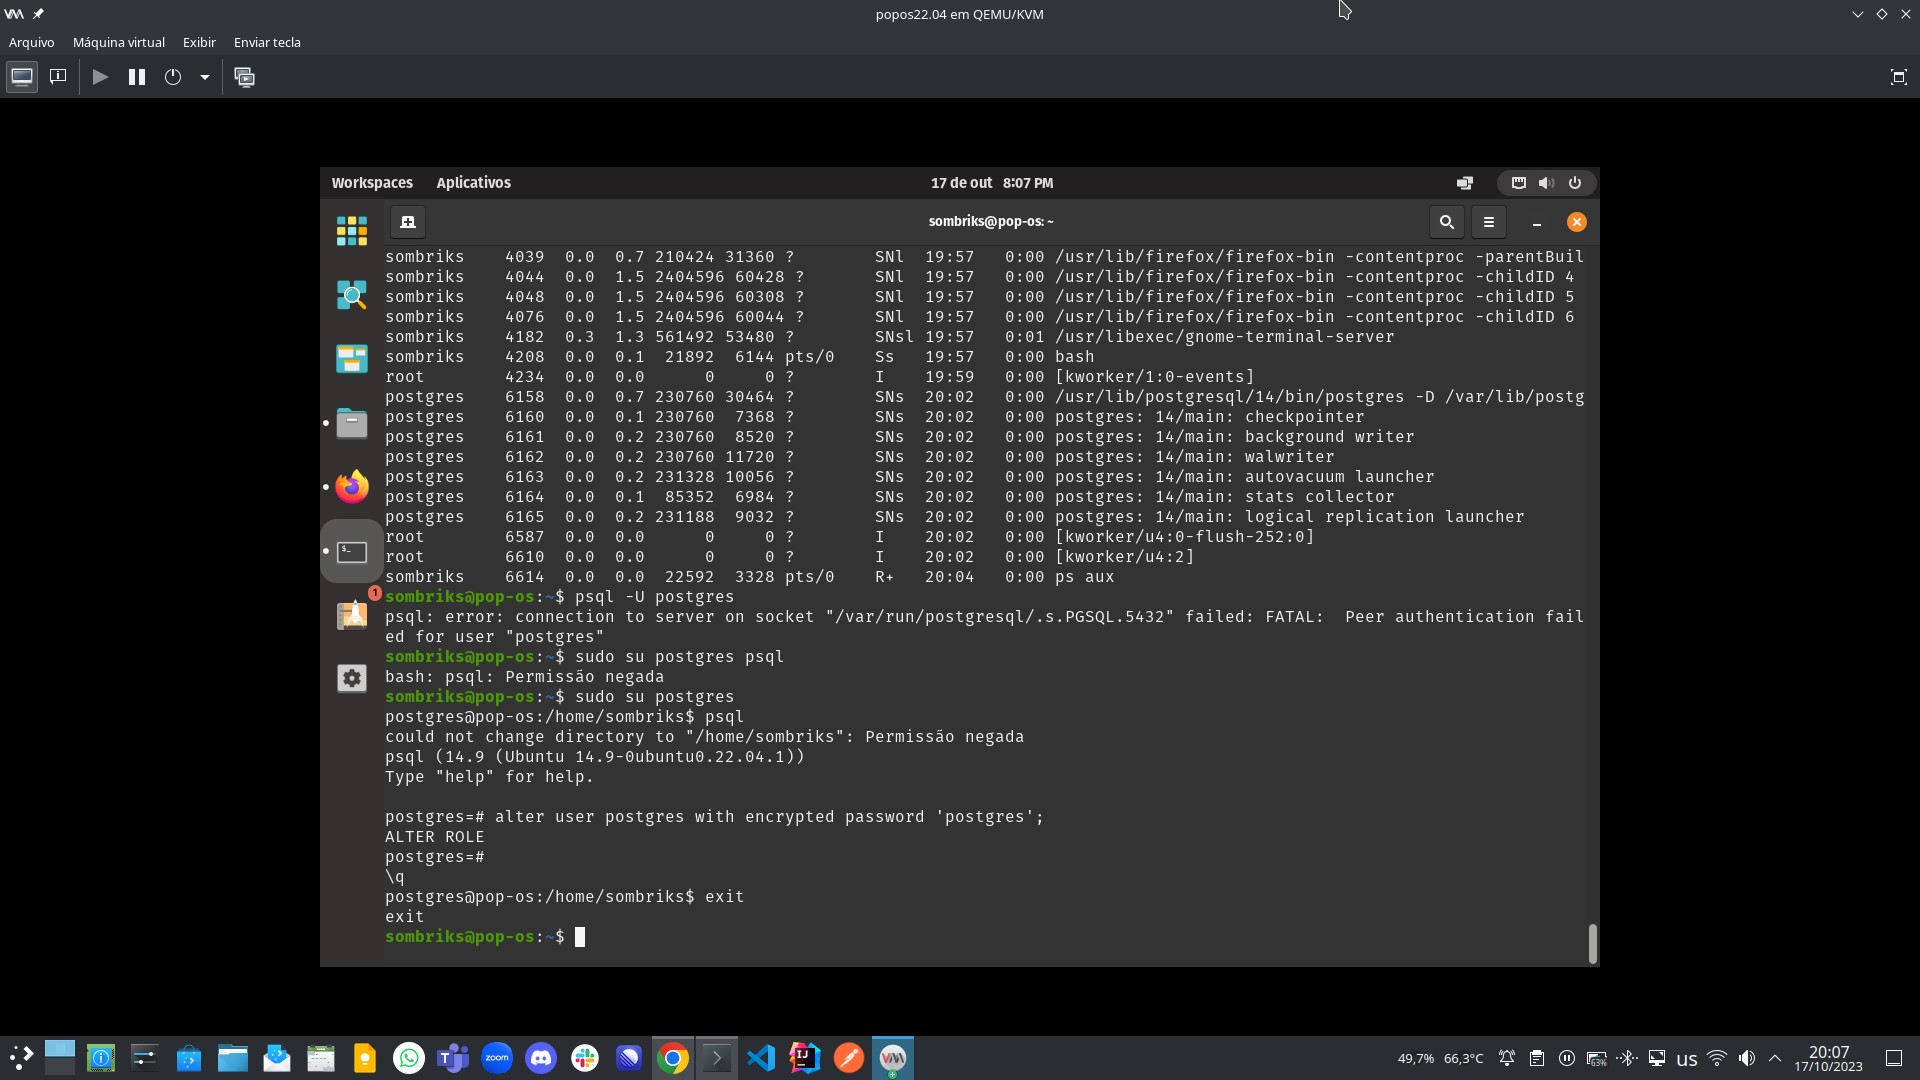 popos22.04 em QEMU/KVM
Arquivo Máquina virtual Exibir Enviar tecla
Workspaces Aplicativos 17 de out 8:07 PM
sombriks@pop-os: ~
sombriks 4039 0.0 0.7 210424 31360 ? SNl 19:57 0:00 /usr/lib/firefox/firefox-bin -contentproc -parentBuil
sombriks 4044 0.0 1.5 2404596 60428 ? SNl 19:57 0:00 /usr/lib/firefox/firefox-bin -contentproc -childID 4
sombriks 4048 0.0 1.5 2404596 60308 ? SNl 19:57 0:00 /usr/lib/firefox/firefox-bin -contentproc -childID 5
sombriks 4076 0.0 1.5 2404596 60044 ? SNl 19:57 0:00 /usr/lib/firefox/firefox-bin -contentproc -childID 6
sombriks 4182 0.3 1.3 561492 53480 ? SNsl 19:57 0:01 /usr/libexec/gnome-terminal-server
sombriks 4208 0.0 0.1 21892 6144 pts/0 Ss 19:57 0:00 bash
root 4234 0.0 0.0 0 0 ? I 19:59 0:00 [kworker/1:0-events]
postgres 6158 0.0 0.7 230760 30464 ? SNs 20:02 0:00 /usr/lib/postgresql/14/bin/postgres -D /var/lib/postg
postgres 6160 0.0 0.1 230760 7368 ? SNs 20:02 0:00 postgres: 14/main: checkpointer
postgres 6161 0.0 0.2 230760 8520 ? SNs 20:02 0:00 postgres: 14/main: background writer
postgres 6162 0.0 0.2 230760 11720 ? SNs 20:02 0:00 postgres: 14/main: walwriter
postgres 6163 0.0 0.2 231328 10056 ? SNs 20:02 0:00 postgres: 14/main: autovacuum launcher
postgres 6164 0.0 0.1 85352 6984 ? SNs 20:02 0:00 postgres: 14/main: stats collector
postgres 6165 0.0 0.2 231188 9032 ? SNs 20:02 0:00 postgres: 14/main: logical replication launcher
root 6587 0.0 0.0 0 0 ? I 20:02 0:00 [kworker/u4:0-flush-252:0]
root 6610 0.0 0.0 0 0 ? I 20:02 0:00 [kworker/u4:2]
sombriks 6614 0.0 0.0 22592 3328 pts/0 R+ 20:04 0:00 ps aux
sombriks@pop-os:~$ psql -U postgres
psql: error: connection to server on socket "/var/run/postgresql/.s.PGSQL.5432" failed: FATAL:  Peer authentication fail
ed for user "postgres"
sombriks@pop-os:~$ sudo su postgres psql
bash: psql: Permissão negada
sombriks@pop-os:~$ sudo su postgres
postgres@pop-os:/home/sombriks$ psql
could not change directory to "/home/sombriks": Permissão negada
psql (14.9 (Ubuntu 14.9-0ubuntu0.22.04.1))
Type "help" for help.
postgres=# alter user postgres with encrypted password 'postgres';
ALTER ROLE
postgres=#
\q
postgres@pop-os:/home/sombriks$ exit
exit
sombriks@pop-os:~$
1
zoom
49,7% 66,3°C 63% us 20:07
17/10/2023